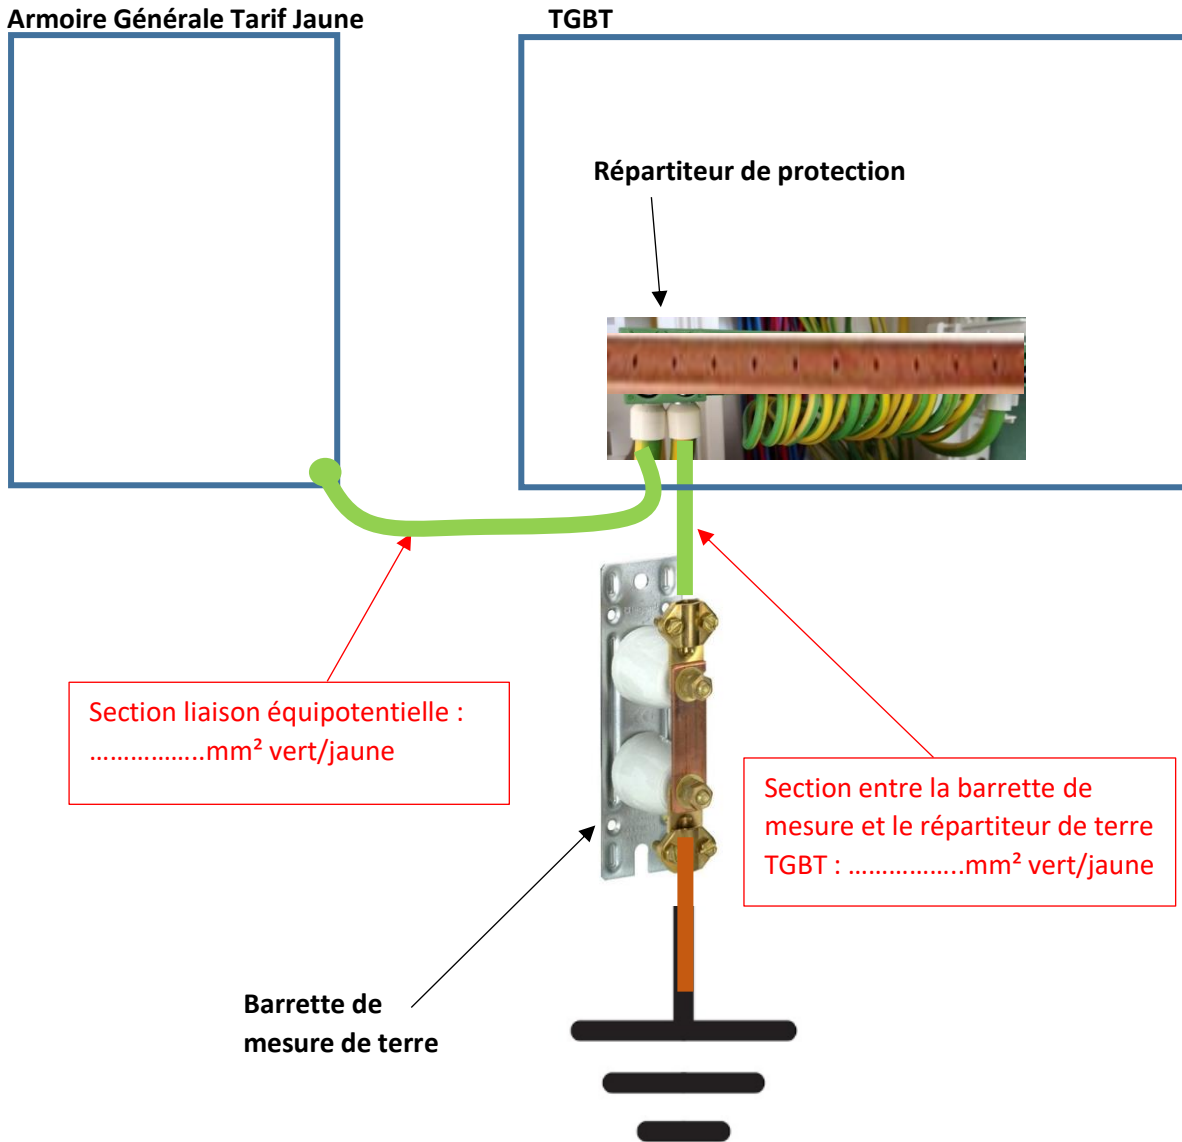 Armoire Générale Tarif Jaune
TGBT
Répartiteur de protection
Section liaison équipotentielle :
……………..mm² vert/jaune
Section entre la barrette de
mesure et le répartiteur de terre
TGBT : ……………..mm² vert/jaune
Barrette de
mesure de terre